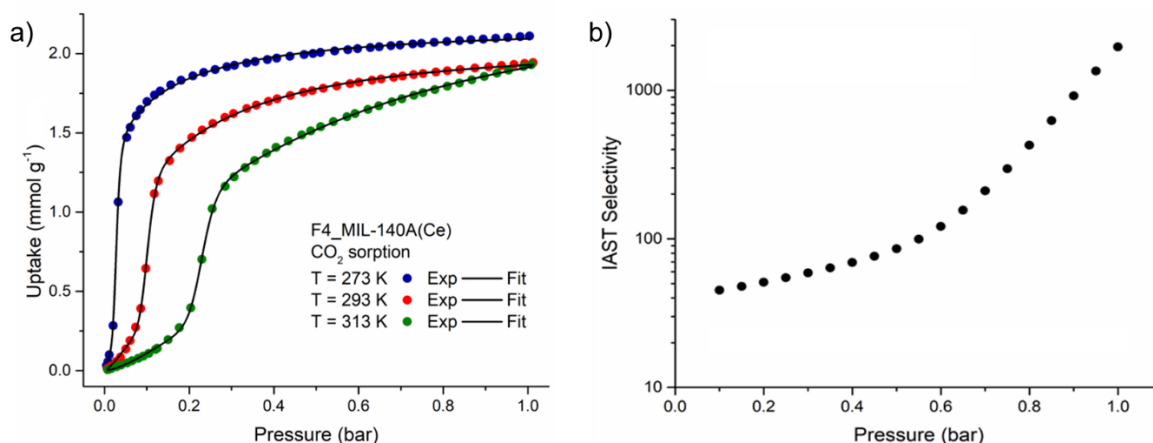 a)
Uptake (mmol g⁻¹)
2.0
1.5
1.0
0.5
0.0
F4_MIL-140A(Ce)
CO₂ sorption
T = 273 K Exp Fit
T = 293 K Exp Fit
T = 313 K Exp Fit
0.0 0.2 0.4 0.6 0.8 1.0
Pressure (bar)
b)
IAST Selectivity
1000
100
10
0.0 0.2 0.4 0.6 0.8 1.0
Pressure (bar)